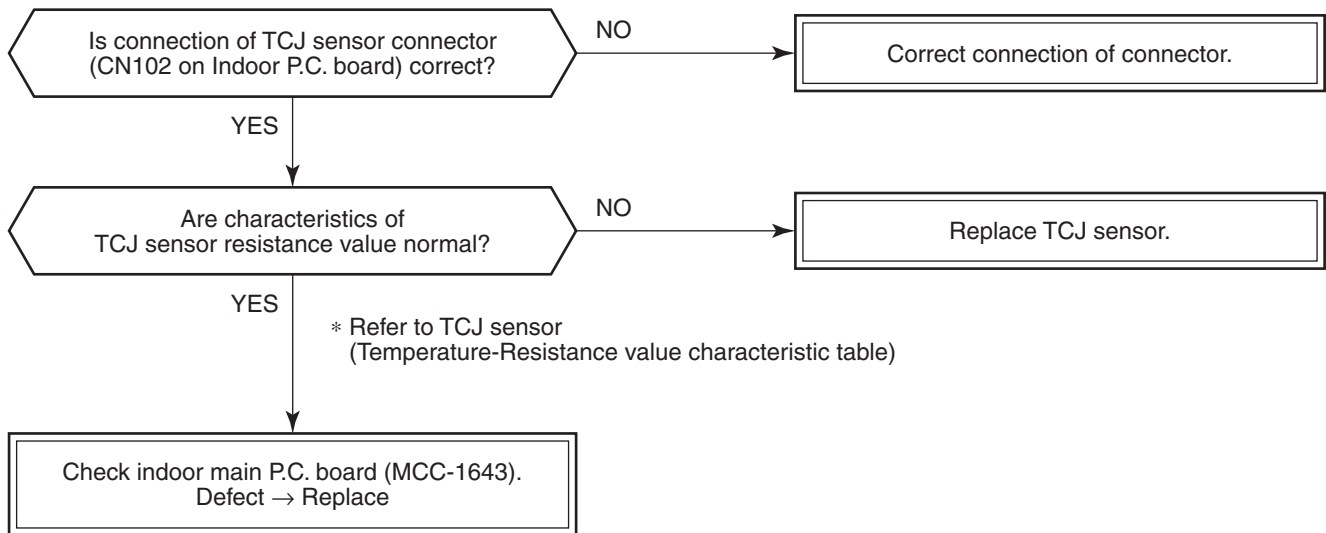 Is connection of TCJ sensor connector
(CN102 on Indoor P.C. board) correct?
NO
Correct connection of connector.
YES
Are characteristics of
TCJ sensor resistance value normal?
NO
Replace TCJ sensor.
YES
* Refer to TCJ sensor
(Temperature-Resistance value characteristic table)
Check indoor main P.C. board (MCC-1643).
Defect → Replace